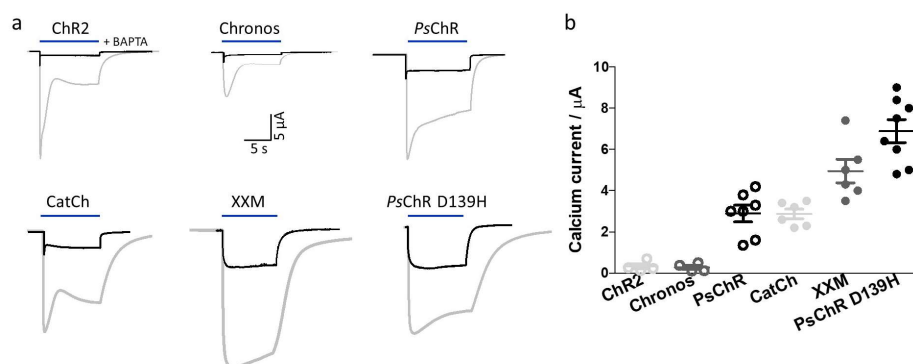 a
ChR2
+ BAPTA
Chronos
PsChR
5 s
5 µA
CatCh
XXM
PsChR D139H
b
Calcium current / µA
10
8
6
4
2
0
ChR2
Chronos
PsChR
CatCh
XXM
PsChR D139H